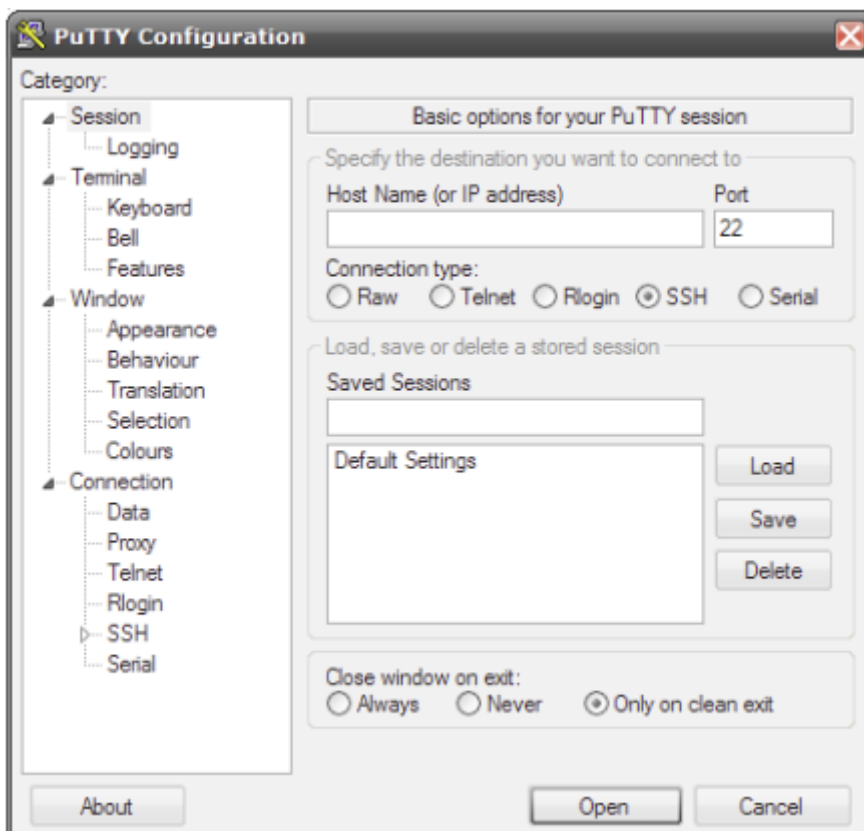 PuTTY Configuration
Category:
Session
Logging
Terminal
Keyboard
Bell
Features
Window
Appearance
Behaviour
Translation
Selection
Colours
Connection
Data
Proxy
Telnet
Rlogin
SSH
Serial
Basic options for your PuTTY session
Specify the destination you want to connect to
Host Name (or IP address) Port
22
Connection type:
Raw Telnet Rlogin SSH Serial
Load, save or delete a stored session
Saved Sessions
Default Settings
Load
Save
Delete
Close window on exit:
Always Never Only on clean exit
About Open Cancel